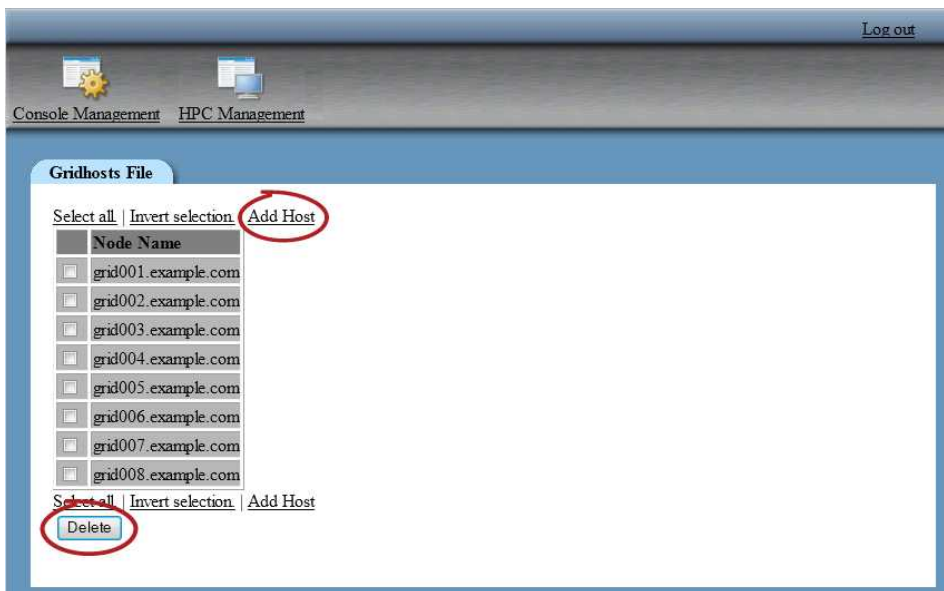 Log out
Console Management HPC Management
Gridhosts File
Select all | Invert selection | Add Host
Node Name
grid001.example.com
grid002.example.com
grid003.example.com
grid004.example.com
grid005.example.com
grid006.example.com
grid007.example.com
grid008.example.com
Select all | Invert selection | Add Host
Delete